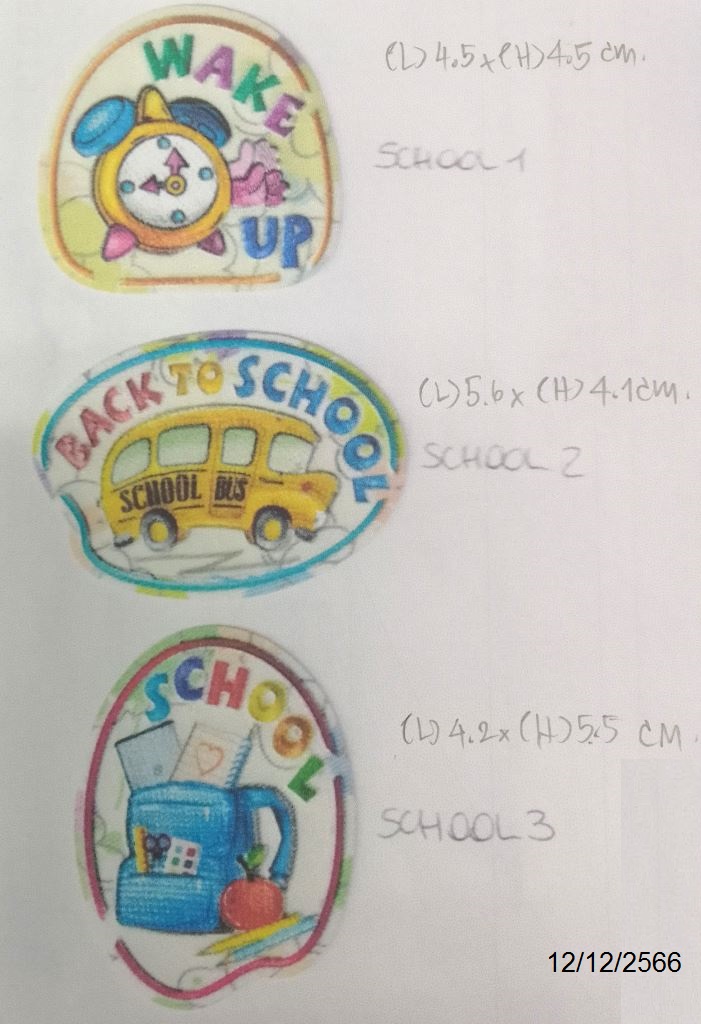 WAKE
UP
(L) 4.5 x (H) 4.5 cm.
SCHOOL 1
BACK TO SCHOOL
SCHOOL BUS
(L) 5.6 x (H) 4.1 cm.
SCHOOL 2
SCHOOL
(L) 4.2 x (H) 5.5 cm.
SCHOOL 3
12/12/2566